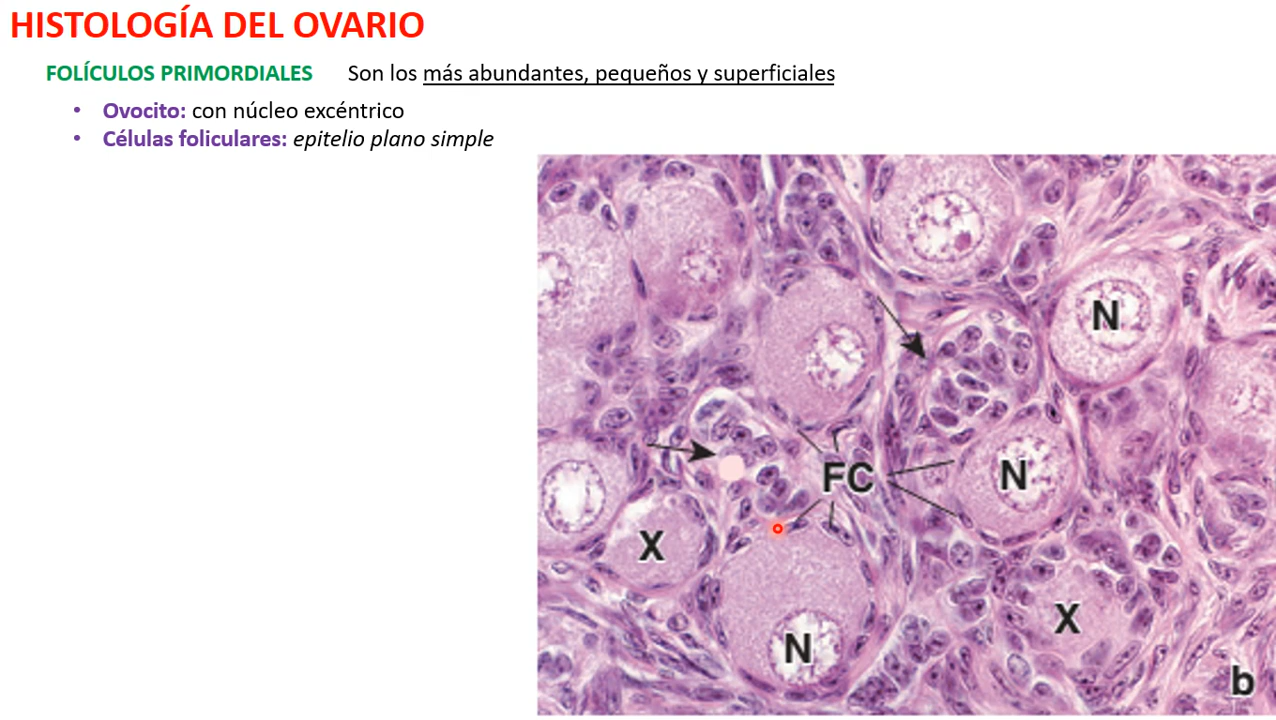 HISTOLOGÍA DEL OVARIO
FOLÍCULOS PRIMORDIALES Son los más abundantes, pequeños y superficiales
• Ovocito: con núcleo excéntrico
• Células foliculares: epitelio plano simple
N
FC
N
X
X
N
b